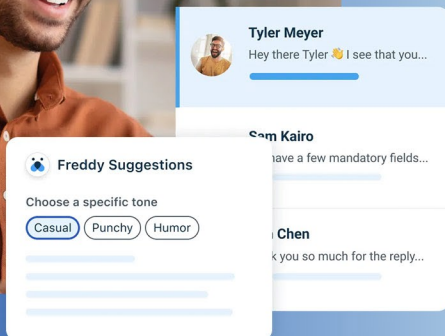 Tyler Meyer
Hey there Tyler 👋 I see that you...
Sam Kairo
have a few mandatory fields...
Chen
you so much for the reply...
Freddy Suggestions
Choose a specific tone
Casual
Punchy
Humor